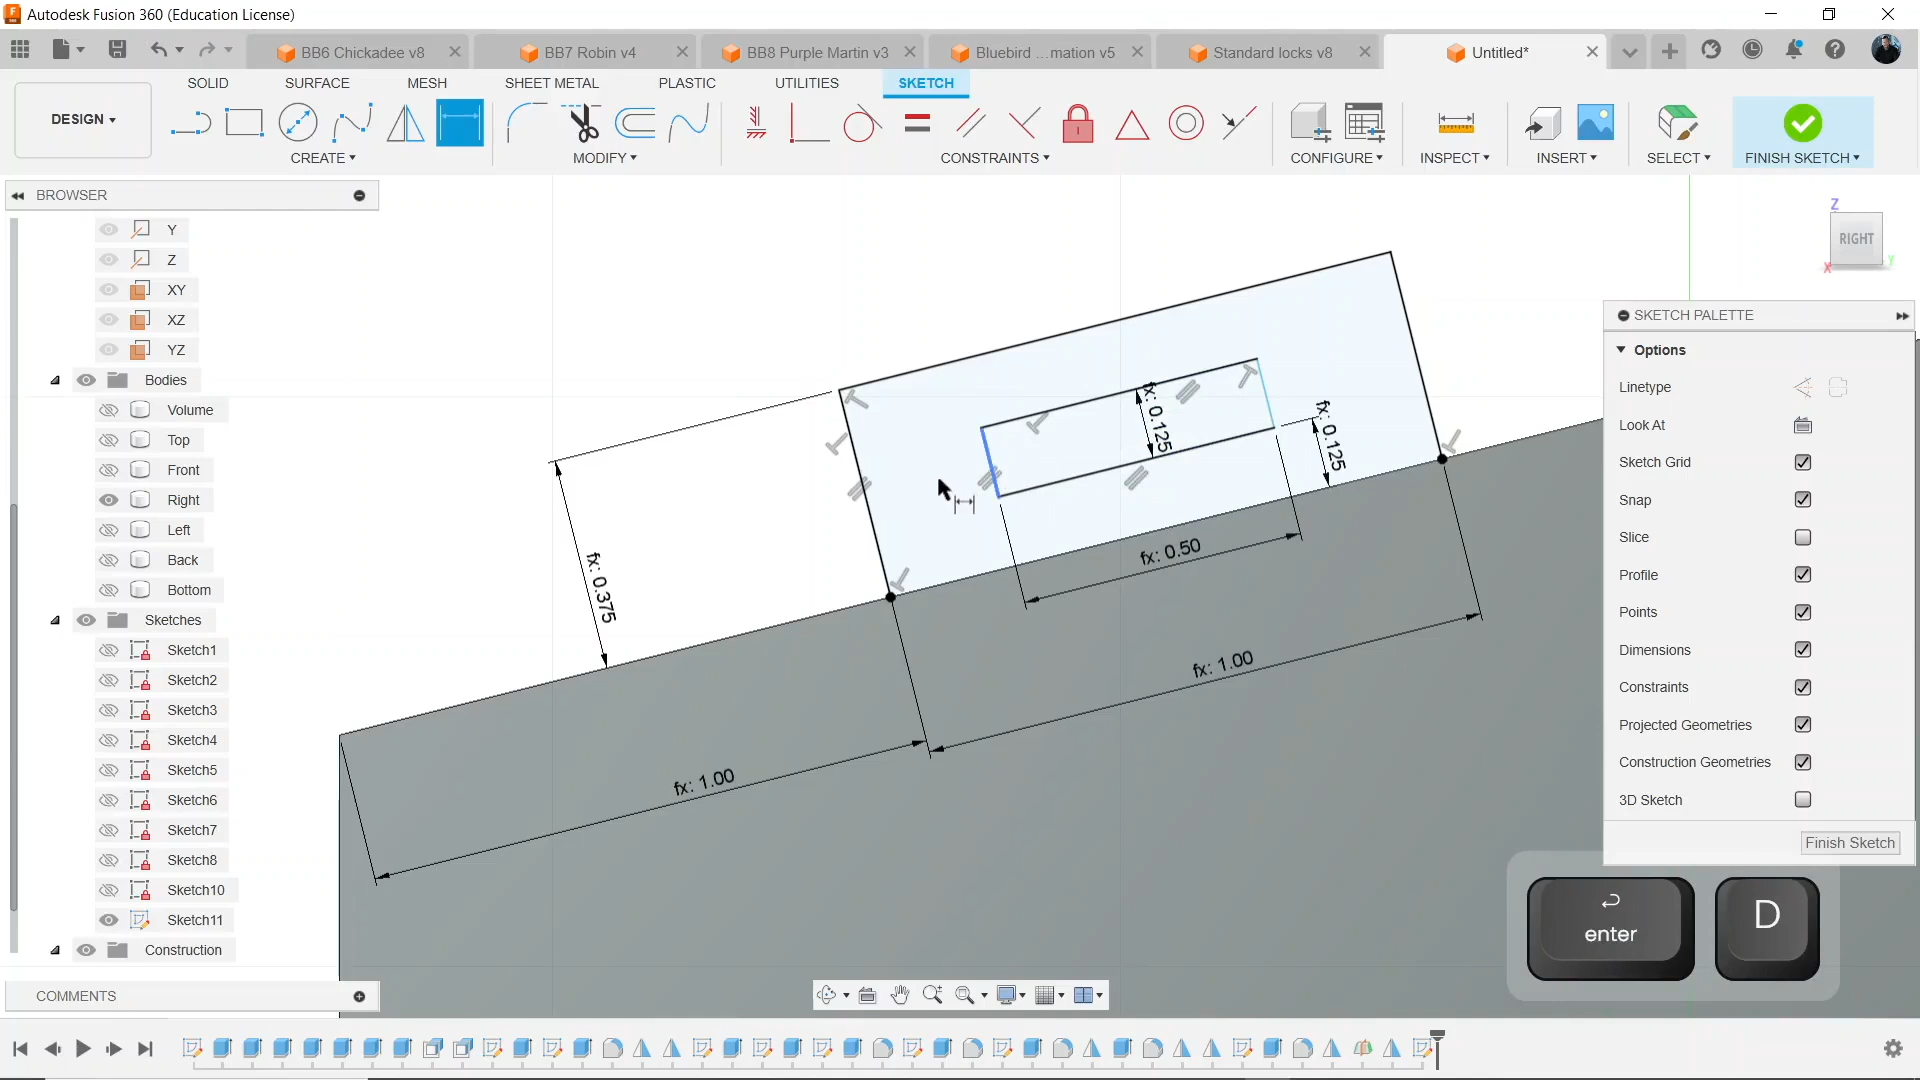 Autodesk Fusion 360 (Education License)
BB6 Chickadee v8
BB7 Robin v4
BB8 Purple Martin v3
Bluebird ...mation v5
Standard locks v8
Untitled*
SOLID
SURFACE
MESH
SHEET METAL
PLASTIC
UTILITIES
SKETCH
DESIGN
CREATE
MODIFY
CONSTRAINTS
CONFIGURE
INSPECT
INSERT
SELECT
FINISH SKETCH
BROWSER
Y
Z
XY
XZ
YZ
Bodies
Volume
Top
Front
Right
Left
Back
Bottom
Sketches
Sketch1
Sketch2
Sketch3
Sketch4
Sketch5
Sketch6
Sketch7
Sketch8
Sketch10
Sketch11
Construction
COMMENTS
fx: 0.125
fx: 0.125
fx: 0.50
fx: 0.375
fx: 1.00
fx: 1.00
Z
RIGHT
X
Y
SKETCH PALETTE
Options
Linetype
Look At
Sketch Grid
Snap
Slice
Profile
Points
Dimensions
Constraints
Projected Geometries
Construction Geometries
3D Sketch
Finish Sketch
enter
D